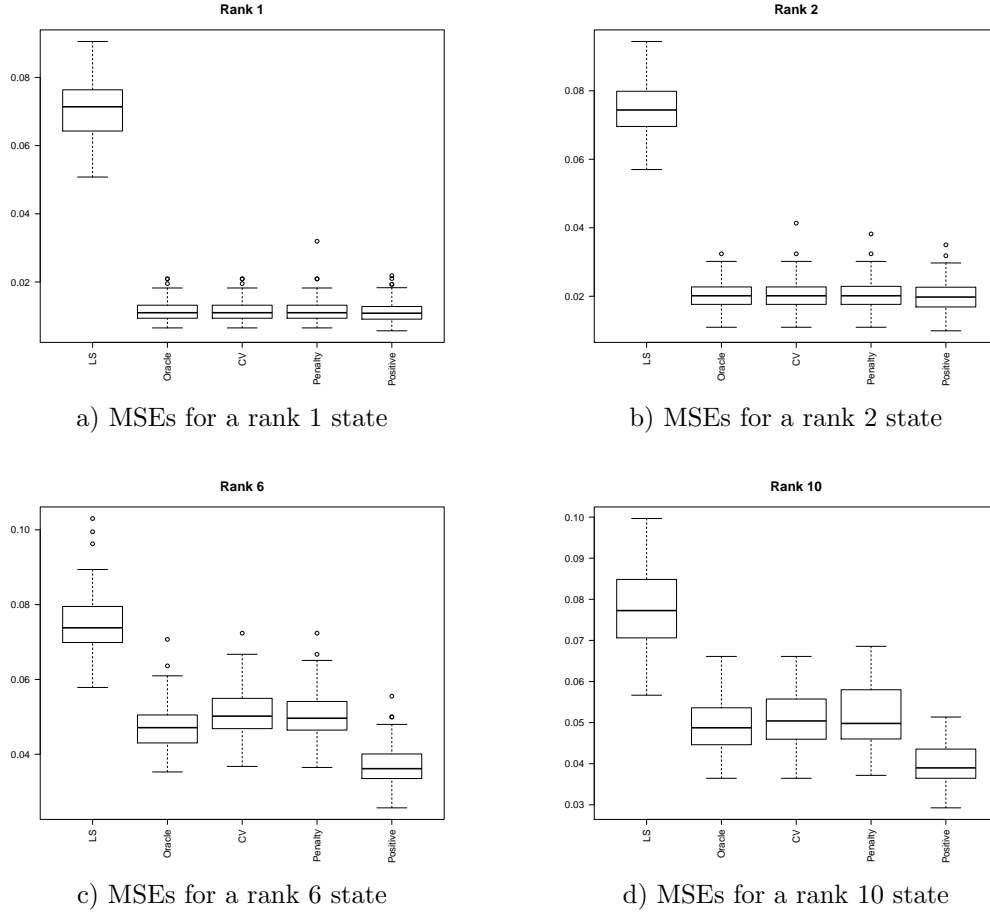 Rank 1
0.08
0.06
0.04
0.02
LS
Oracle
CV
Penalty
Positive
a) MSEs for a rank 1 state
Rank 2
0.08
0.06
0.04
0.02
LS
Oracle
CV
Penalty
Positive
b) MSEs for a rank 2 state
Rank 6
0.10
0.08
0.06
0.04
LS
Oracle
CV
Penalty
Positive
c) MSEs for a rank 6 state
Rank 10
0.10
0.09
0.08
0.07
0.06
0.05
0.04
0.03
LS
Oracle
CV
Penalty
Positive
d) MSEs for a rank 10 state